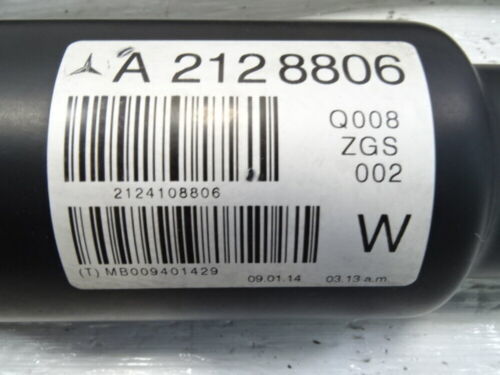 A 212 8806
Q008
ZGS
002
2124108806
W
(T) MB009401429
09.01.14 03.13 a.m.